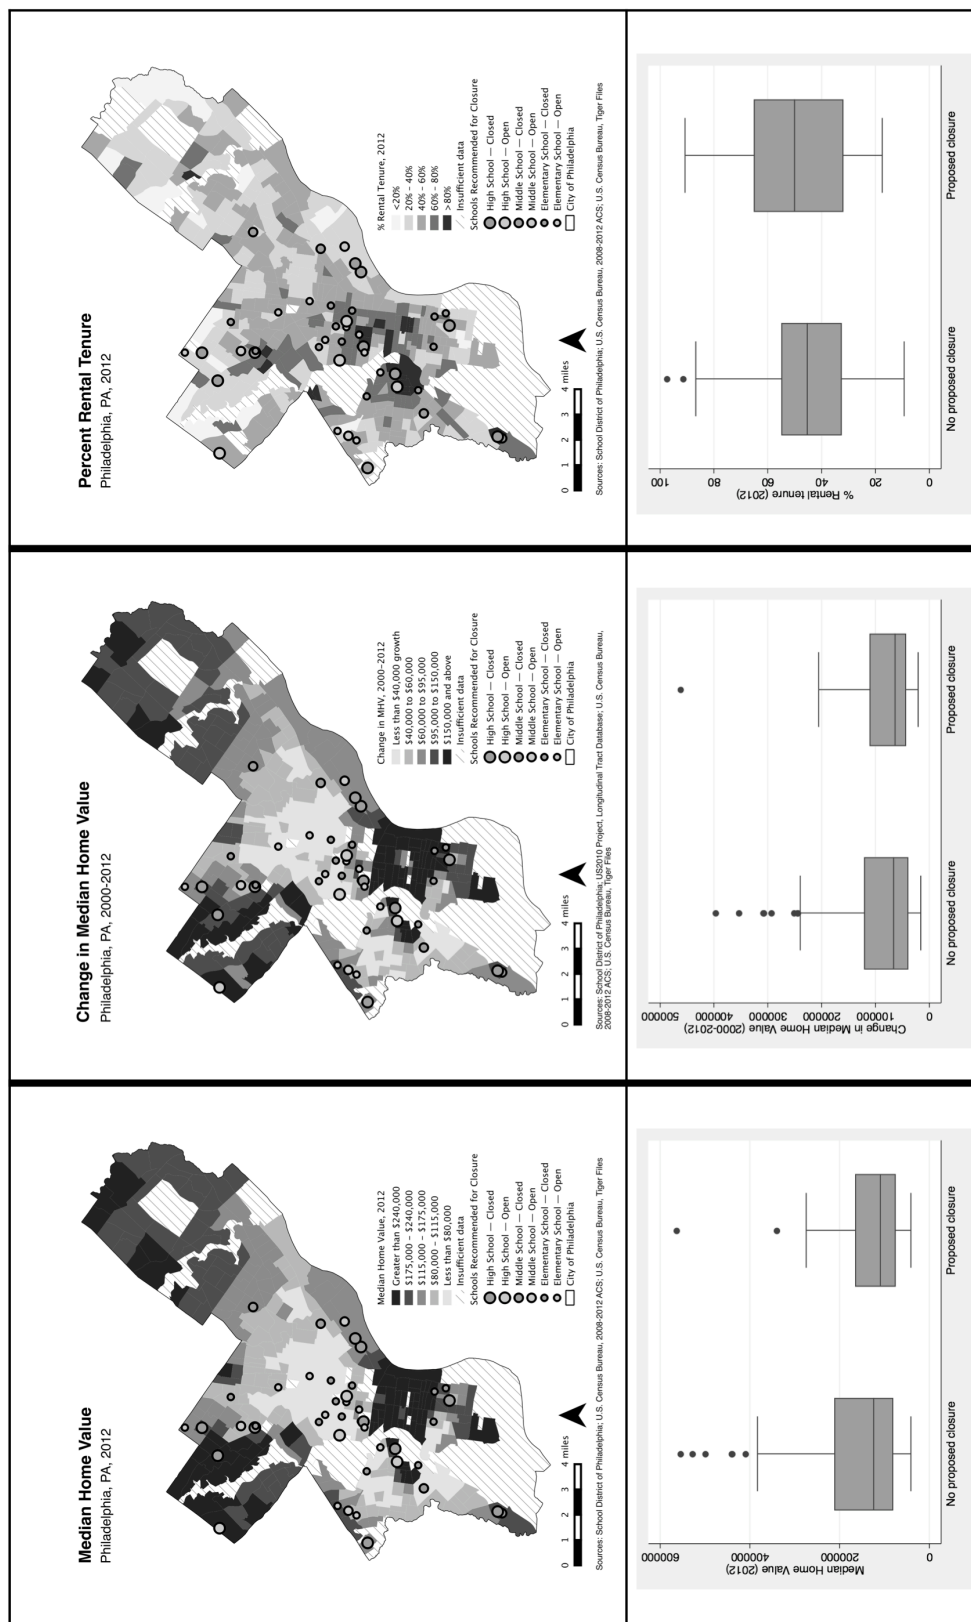 Median Home Value
Philadelphia, PA, 2012
Median Home Value, 2012
Greater than $240,000
$175,000 – $240,000
$115,000 – $175,000
$80,000 – $115,000
Less than $80,000
Insufficient data
Schools Recommended for Closure
High School — Closed
High School — Open
Middle School — Closed
Middle School — Open
Elementary School — Closed
Elementary School — Open
City of Philadelphia
0 1 2 3 4 miles
Sources: School District of Philadelphia; U.S. Census Bureau, 2008-2012 ACS; U.S. Census Bureau, Tiger Files
Median Home Value (2012)
600000
400000
200000
0
No proposed closure
Proposed closure
Change in Median Home Value
Philadelphia, PA, 2000-2012
Change in MHV, 2000–2012
Less than $40,000 growth
$40,000 to $60,000
$60,000 to $95,000
$95,000 to $150,000
$150,000 and above
Insufficient data
Schools Recommended for Closure
High School — Closed
High School — Open
Middle School — Closed
Middle School — Open
Elementary School — Closed
Elementary School — Open
City of Philadelphia
0 1 2 3 4 miles
Sources: School District of Philadelphia; US2010 Project, Longitudinal Tract Database; U.S. Census Bureau,
2008-2012 ACS; U.S. Census Bureau, Tiger Files
Change in Median Home Value (2000-2012)
500000
400000
300000
200000
100000
0
No proposed closure
Proposed closure
Percent Rental Tenure
Philadelphia, PA, 2012
% Rental Tenure, 2012
<20%
20% – 40%
40% – 60%
60% – 80%
>80%
Insufficient data
Schools Recommended for Closure
High School — Closed
High School — Open
Middle School — Closed
Middle School — Open
Elementary School — Closed
Elementary School — Open
City of Philadelphia
0 1 2 3 4 miles
Sources: School District of Philadelphia; U.S. Census Bureau, 2008-2012 ACS; U.S. Census Bureau, Tiger Files
% Rental tenure (2012)
100
80
60
40
20
0
No proposed closure
Proposed closure